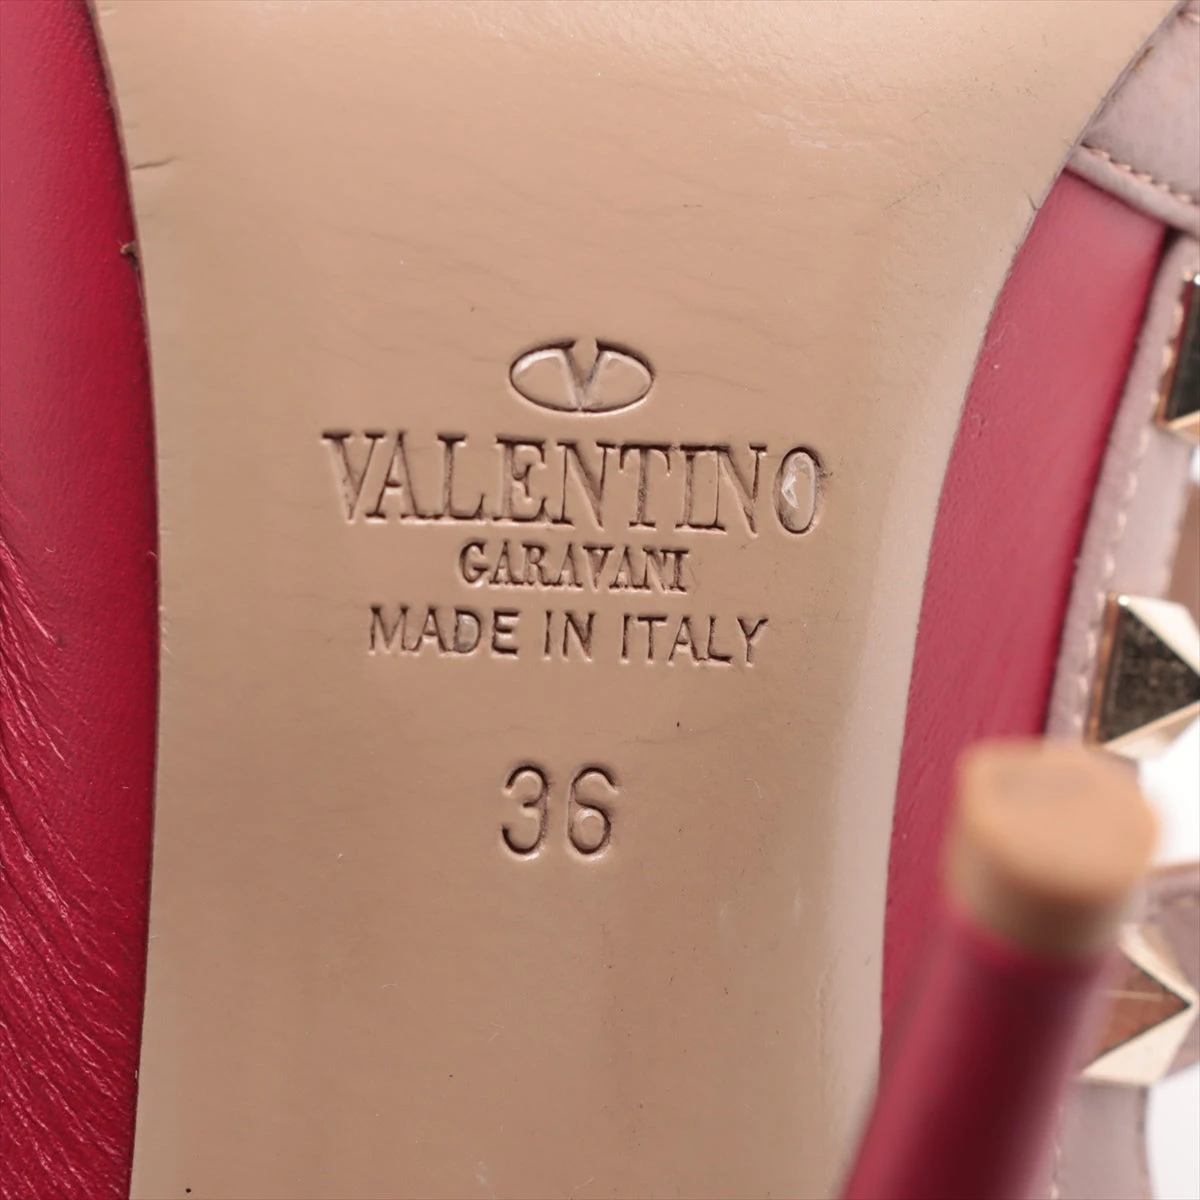 V
VALENTINO
GARAVANI
MADE IN ITALY
36